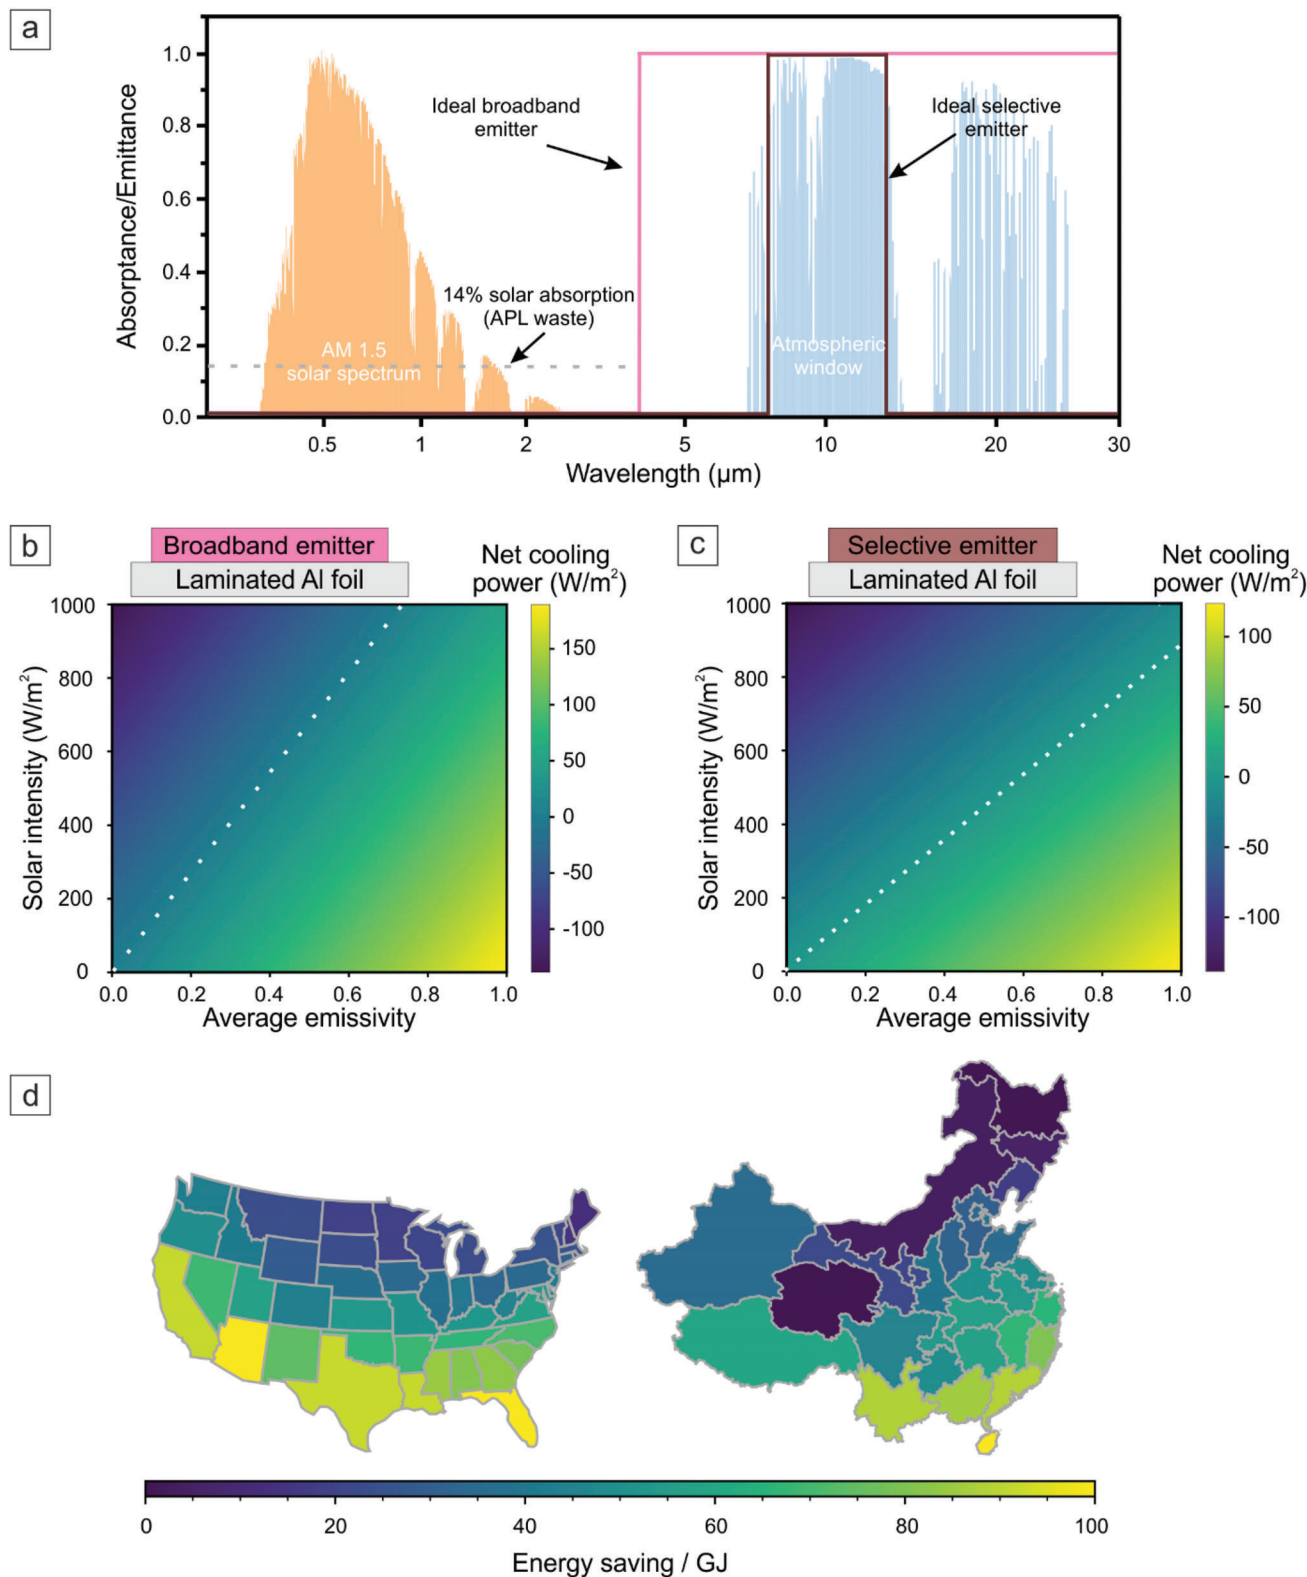 a
Absorptance/Emittance
1.0
0.8
0.6
0.4
0.2
0.0
Ideal broadband
emitter
Ideal selective
emitter
14% solar absorption
(APL waste)
AM 1.5
solar spectrum
Atmospheric
window
0.5 1 2 5 10 20 30
Wavelength (µm)
b
Broadband emitter
Laminated Al foil
Net cooling
power (W/m²)
Solar intensity (W/m²)
1000
800
600
400
200
0
0.0 0.2 0.4 0.6 0.8 1.0
Average emissivity
150
100
50
0
-50
-100
c
Selective emitter
Laminated Al foil
Net cooling
power (W/m²)
Solar intensity (W/m²)
1000
800
600
400
200
0
0.0 0.2 0.4 0.6 0.8 1.0
Average emissivity
100
50
0
-50
-100
d
0 20 40 60 80 100
Energy saving / GJ